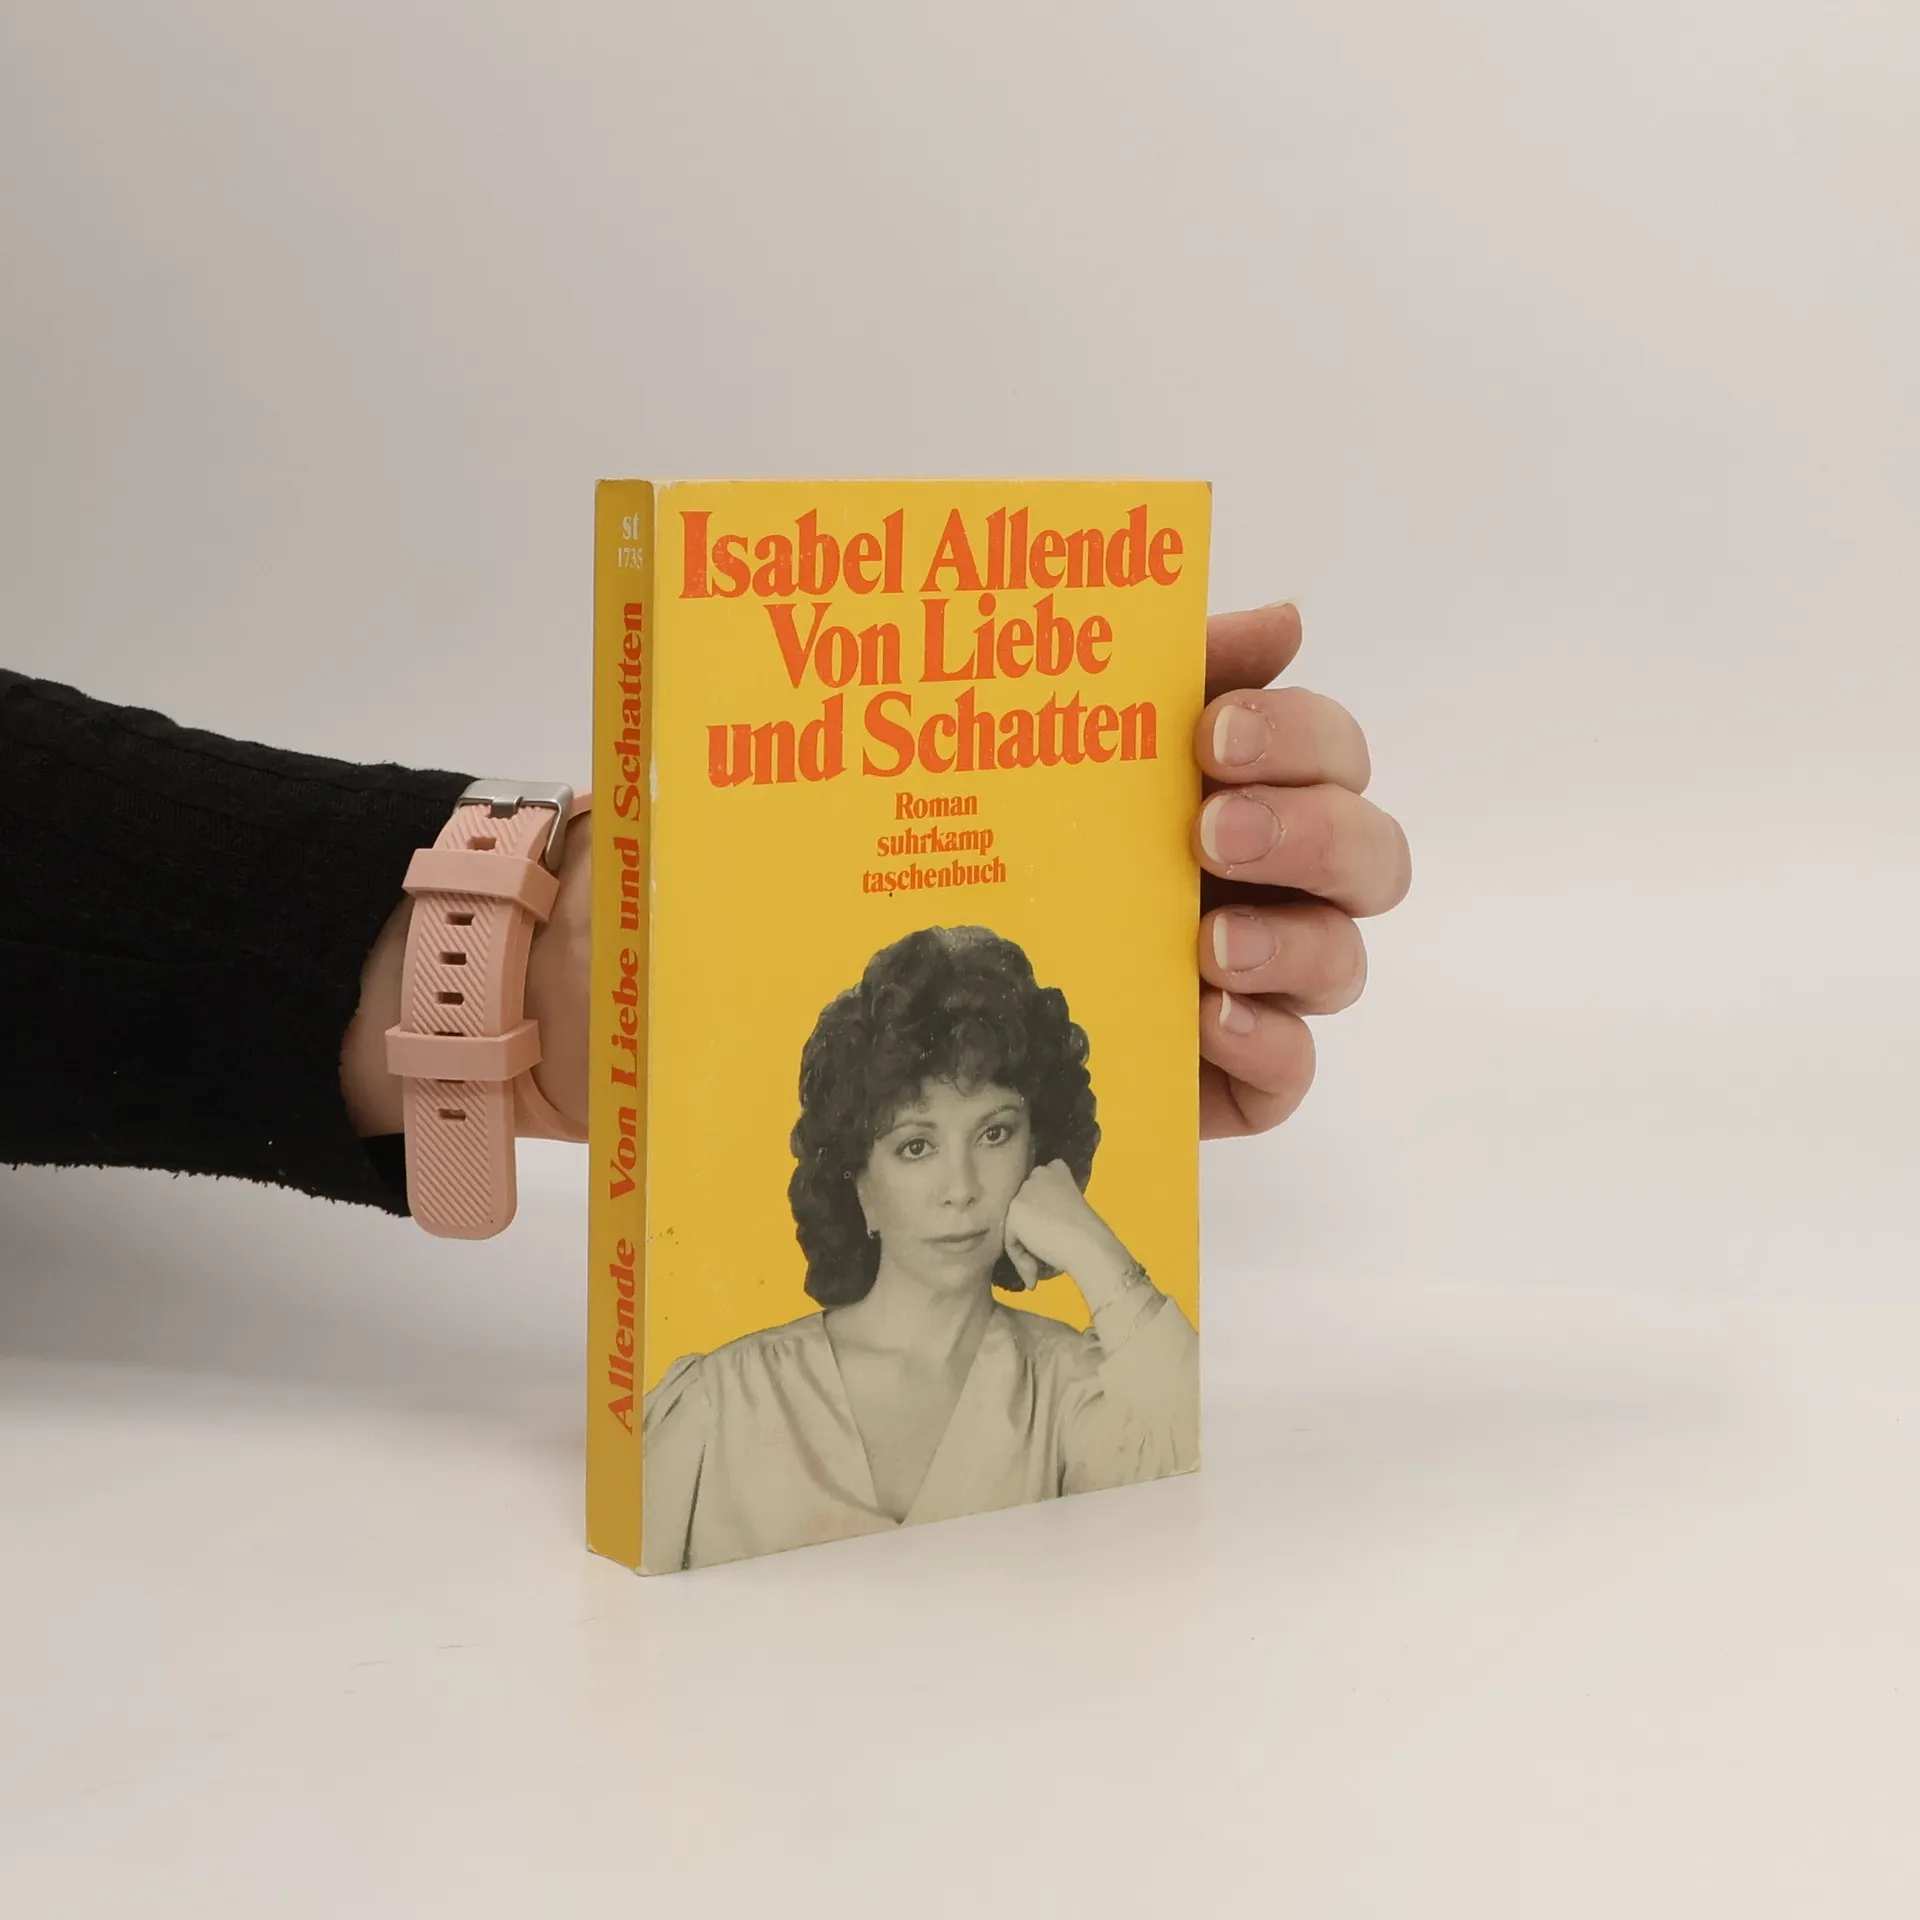 Isabel Allende
Von Liebe
und Schatten
Roman
suhrkamp
taschenbuch
st
1735
Allende Von Liebe und Schatten